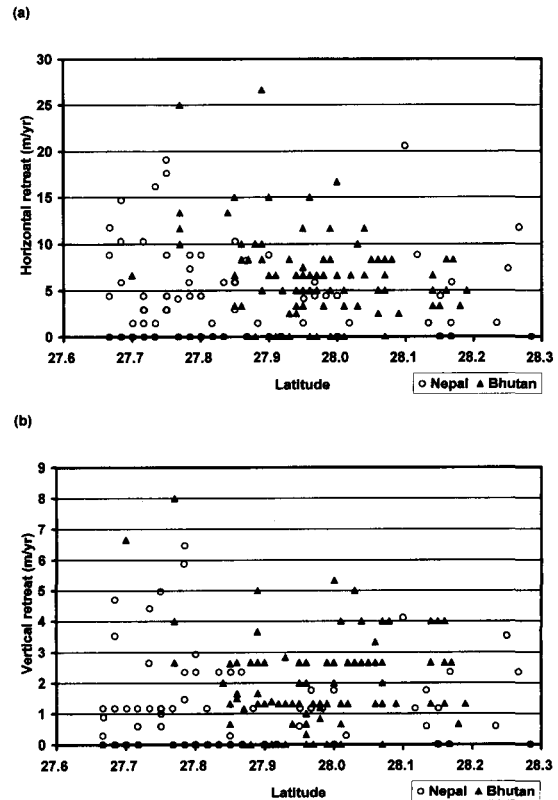 (a)
30
25
20
15
10
5
0
Horizontal retreat (m/yr)
27.6 27.7 27.8 27.9 28.0 28.1 28.2 28.3
Latitude
○ Nepal ▲ Bhutan
(b)
9
8
7
6
5
4
3
2
1
0
Vertical retreat (m/yr)
27.6 27.7 27.8 27.9 28.0 28.1 28.2 28.3
Latitude
○ Nepal ▲ Bhutan